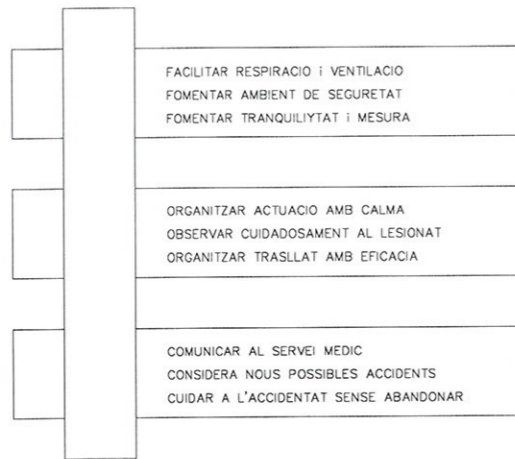 FACILITAR RESPIRACIO i VENTILACIO
FOMENTAR AMBIENT DE SEGURETAT
FOMENTAR TRANQUILIYTAT i MESURA
ORGANITZAR ACTUACIO AMB CALMA
OBSERVAR CUIDADOSAMENT AL LESIONAT
ORGANITZAR TRASLLAT AMB EFICACIA
COMUNICAR AL SERVEI MEDIC
CONSIDERA NOUS POSSIBLES ACCIDENTS
CUIDAR A L'ACCIDENTAT SENSE ABANDONAR